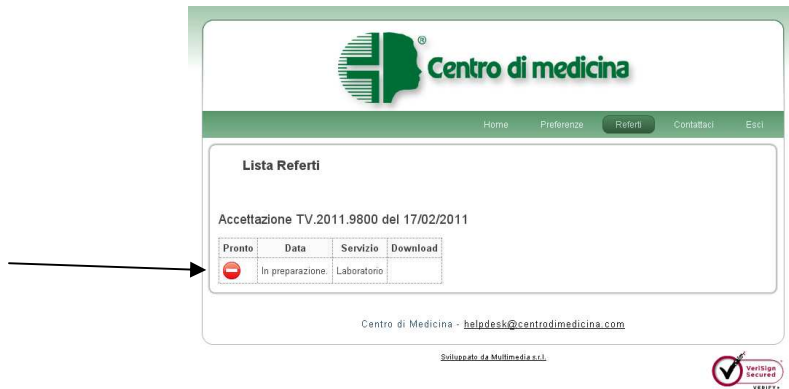 ®
Centro di medicina
Home Preferenze Referti Contattaci Esci
Lista Referti
Accettazione TV.2011.9800 del 17/02/2011
Pronto Data Servizio Download
In preparazione. Laboratorio
Centro di Medicina - helpdesk@centrodimedicina.com
Sviluppato da Multimedia s.r.l.
VeriSign
Secured
VERIFY▸